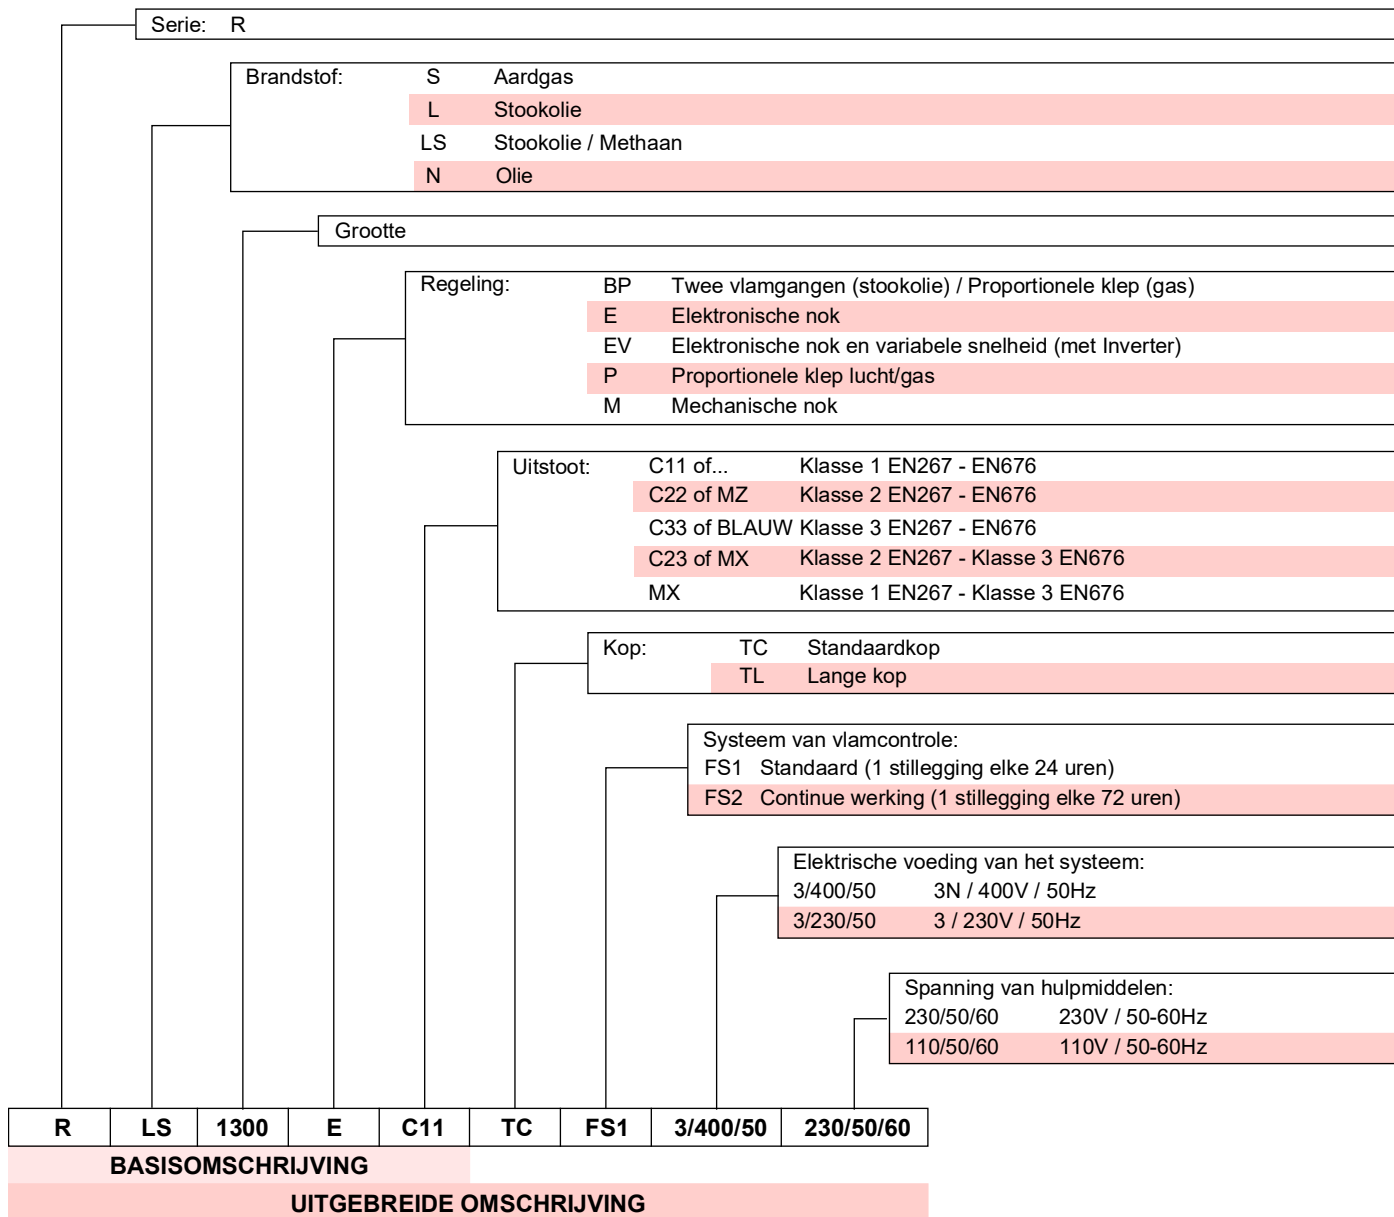 Serie: R
Brandstof: S Aardgas
L Stookolie
LS Stookolie / Methaan
N Olie
Grootte
Regeling: BP Twee vlamgangen (stookolie) / Proportionele klep (gas)
E Elektronische nok
EV Elektronische nok en variabele snelheid (met Inverter)
P Proportionele klep lucht/gas
M Mechanische nok
Uitstoot: C11 of... Klasse 1 EN267 - EN676
C22 of MZ Klasse 2 EN267 - EN676
C33 of BLAUW Klasse 3 EN267 - EN676
C23 of MX Klasse 2 EN267 - Klasse 3 EN676
MX Klasse 1 EN267 - Klasse 3 EN676
Kop: TC Standaardkop
TL Lange kop
Systeem van vlamcontrole:
FS1 Standaard (1 stillegging elke 24 uren)
FS2 Continue werking (1 stillegging elke 72 uren)
Elektrische voeding van het systeem:
3/400/50 3N / 400V / 50Hz
3/230/50 3 / 230V / 50Hz
Spanning van hulpmiddelen:
230/50/60 230V / 50-60Hz
110/50/60 110V / 50-60Hz
R LS 1300 E C11 TC FS1 3/400/50 230/50/60
BASISOMSCHRIJVING
UITGEBREIDE OMSCHRIJVING